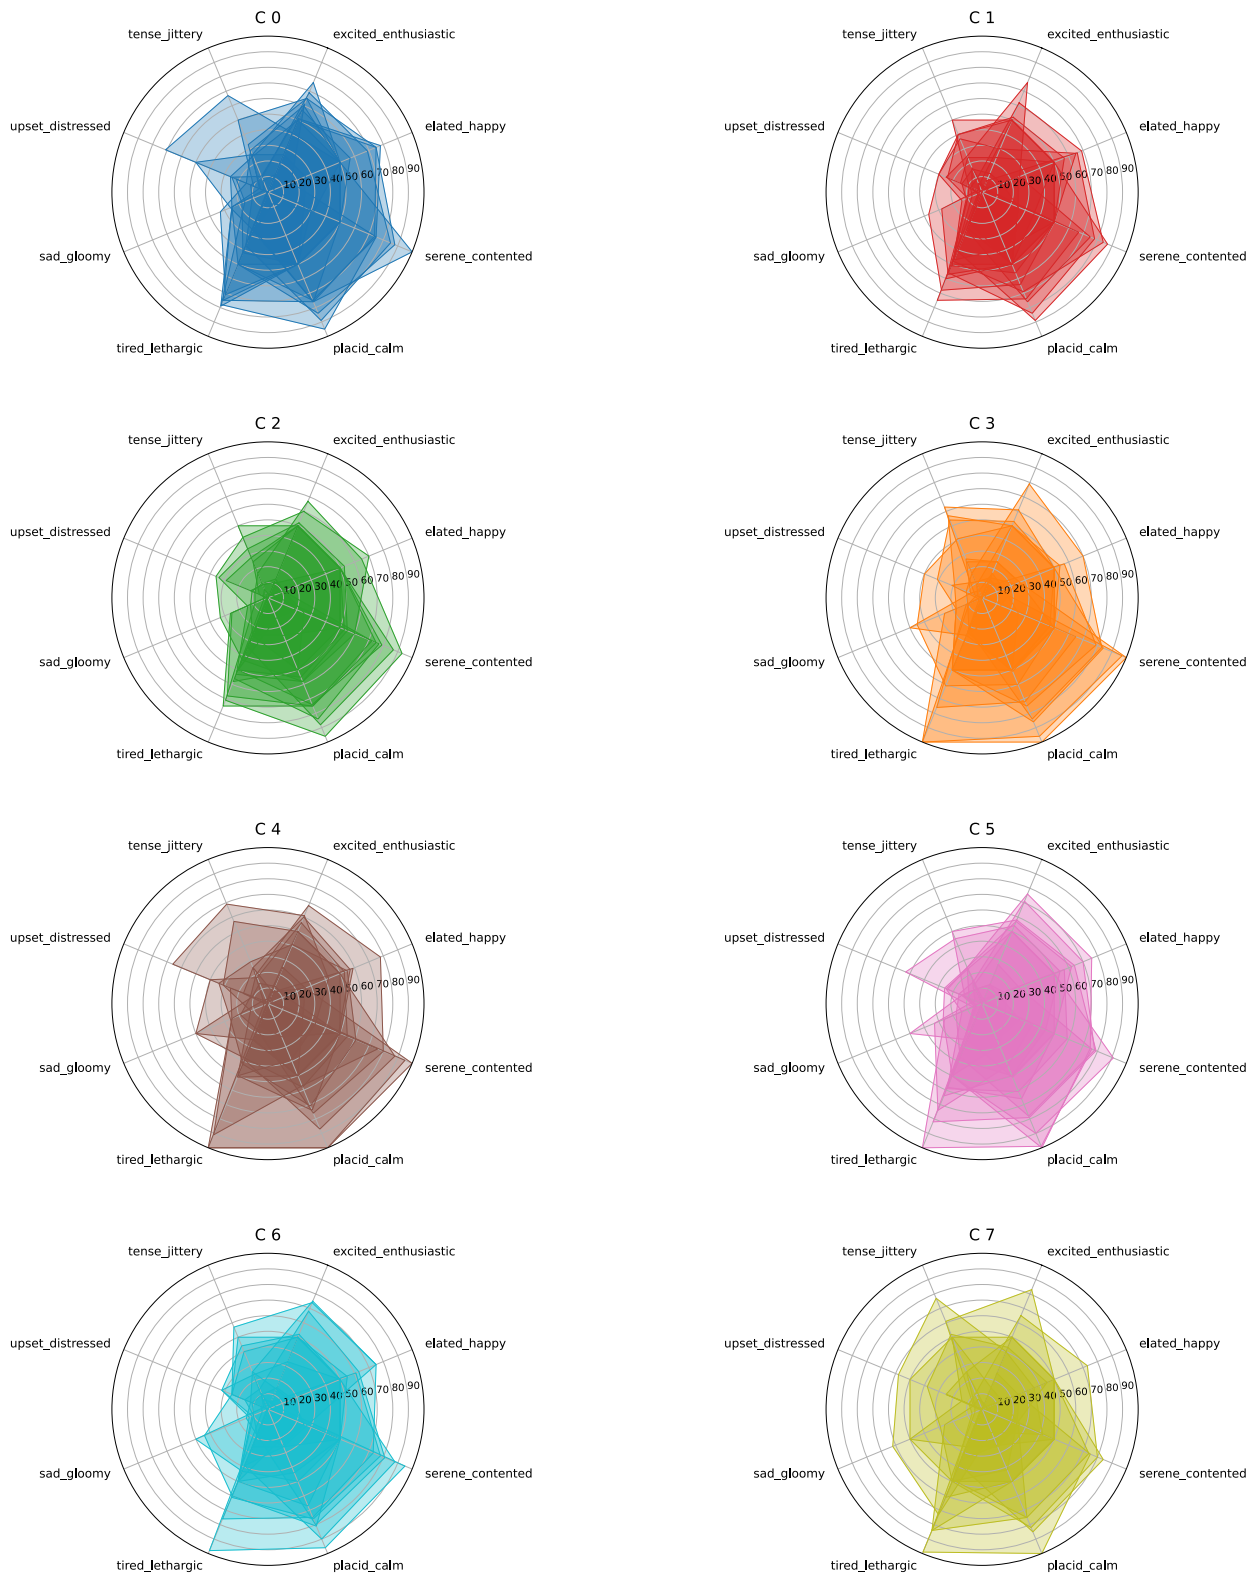 C 0
tense_jittery
excited_enthusiastic
upset_distressed
elated_happy
10 20 30 40 50 60 70 80 90
sad_gloomy
serene_contented
tired_lethargic
placid_calm
C 1
tense_jittery
excited_enthusiastic
upset_distressed
elated_happy
10 20 30 40 50 60 70 80 90
sad_gloomy
serene_contented
tired_lethargic
placid_calm
C 2
tense_jittery
excited_enthusiastic
upset_distressed
elated_happy
10 20 30 40 50 60 70 80 90
sad_gloomy
serene_contented
tired_lethargic
placid_calm
C 3
tense_jittery
excited_enthusiastic
upset_distressed
elated_happy
10 20 30 40 50 60 70 80 90
sad_gloomy
serene_contented
tired_lethargic
placid_calm
C 4
tense_jittery
excited_enthusiastic
upset_distressed
elated_happy
10 20 30 40 50 60 70 80 90
sad_gloomy
serene_contented
tired_lethargic
placid_calm
C 5
tense_jittery
excited_enthusiastic
upset_distressed
elated_happy
10 20 30 40 50 60 70 80 90
sad_gloomy
serene_contented
tired_lethargic
placid_calm
C 6
tense_jittery
excited_enthusiastic
upset_distressed
elated_happy
10 20 30 40 50 60 70 80 90
sad_gloomy
serene_contented
tired_lethargic
placid_calm
C 7
tense_jittery
excited_enthusiastic
upset_distressed
elated_happy
10 20 30 40 50 60 70 80 90
sad_gloomy
serene_contented
tired_lethargic
placid_calm